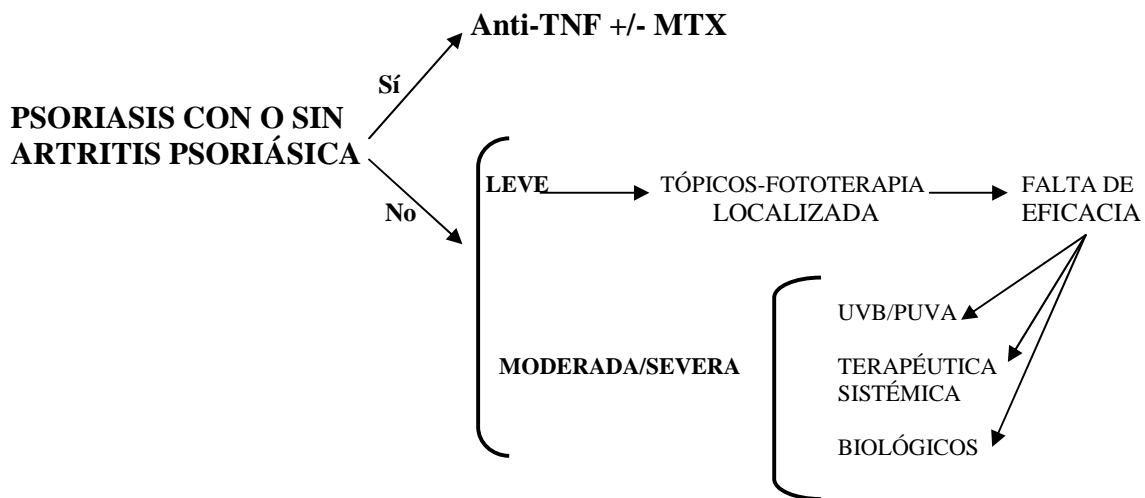 Anti-TNF +/- MTX
Sí
PSORIASIS CON O SIN
ARTRITIS PSORIÁSICA
No
LEVE
TÓPICOS-FOTOTERAPIA
LOCALIZADA
FALTA DE
EFICACIA
MODERADA/SEVERA
UVB/PUVA
TERAPÉUTICA
SISTÉMICA
BIOLÓGICOS